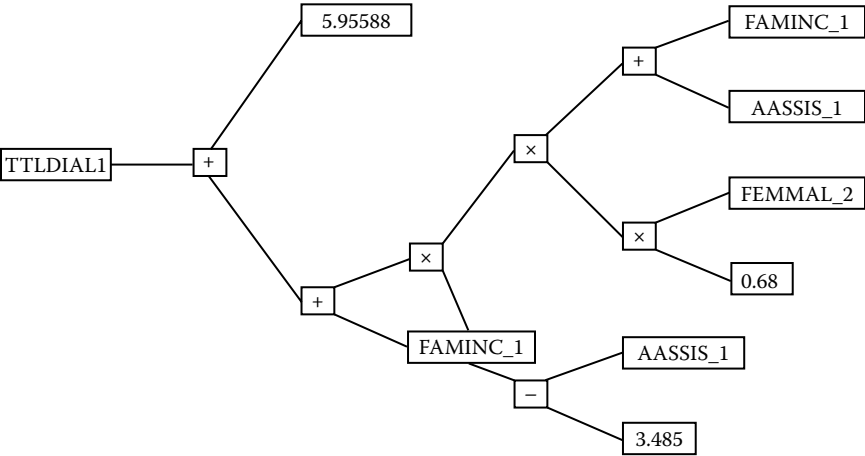 5.95588
FAMINC_1
+
AASSIS_1
×
TTLDIAL1
+
FEMMAL_2
×
0.68
×
+
FAMINC_1
AASSIS_1
−
3.485